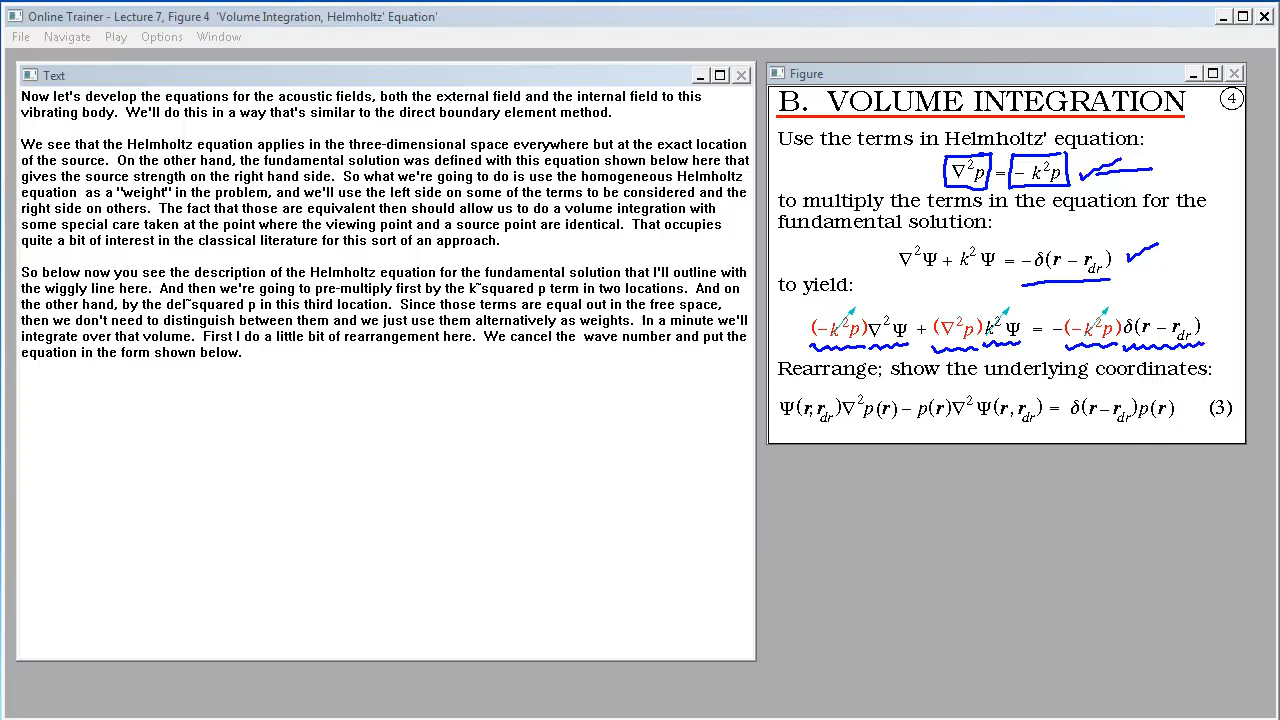 Online Trainer - Lecture 7, Figure 4 'Volume Integration, Helmholtz' Equation'
File Navigate Play Options Window
Text
Now let's develop the equations for the acoustic fields, both the external field and the internal field to this
vibrating body. We'll do this in a way that's similar to the direct boundary element method.
We see that the Helmholtz equation applies in the three-dimensional space everywhere but at the exact location
of the source. On the other hand, the fundamental solution was defined with this equation shown below here that
gives the source strength on the right hand side. So what we're going to do is use the homogeneous Helmholtz
equation as a "weight" in the problem, and we'll use the left side on some of the terms to be considered and the
right side on others. The fact that those are equivalent then should allow us to do a volume integration with
some special care taken at the point where the viewing point and a source point are identical. That occupies
quite a bit of interest in the classical literature for this sort of an approach.
So below now you see the description of the Helmholtz equation for the fundamental solution that I'll outline with
the wiggly line here. And then we're going to pre-multiply first by the k~squared p term in two locations. And on
the other hand, by the del~squared p in this third location. Since those terms are equal out in the free space,
then we don't need to distinguish between them and we just use them alternatively as weights. In a minute we'll
integrate over that volume. First I do a little bit of rearrangement here. We cancel the wave number and put the
equation in the form shown below.
Figure
B. VOLUME INTEGRATION 4
Use the terms in Helmholtz' equation:
∇²p = − k²p
to multiply the terms in the equation for the
fundamental solution:
∇²Ψ + k²Ψ = −δ(r − r_dr)
to yield:
(−k²p)∇²Ψ + (∇²p)k²Ψ = −(−k²p)δ(r − r_dr)
Rearrange; show the underlying coordinates:
Ψ(r, r_dr)∇²p(r) − p(r)∇²Ψ(r, r_dr) = δ(r−r_dr)p(r) (3)